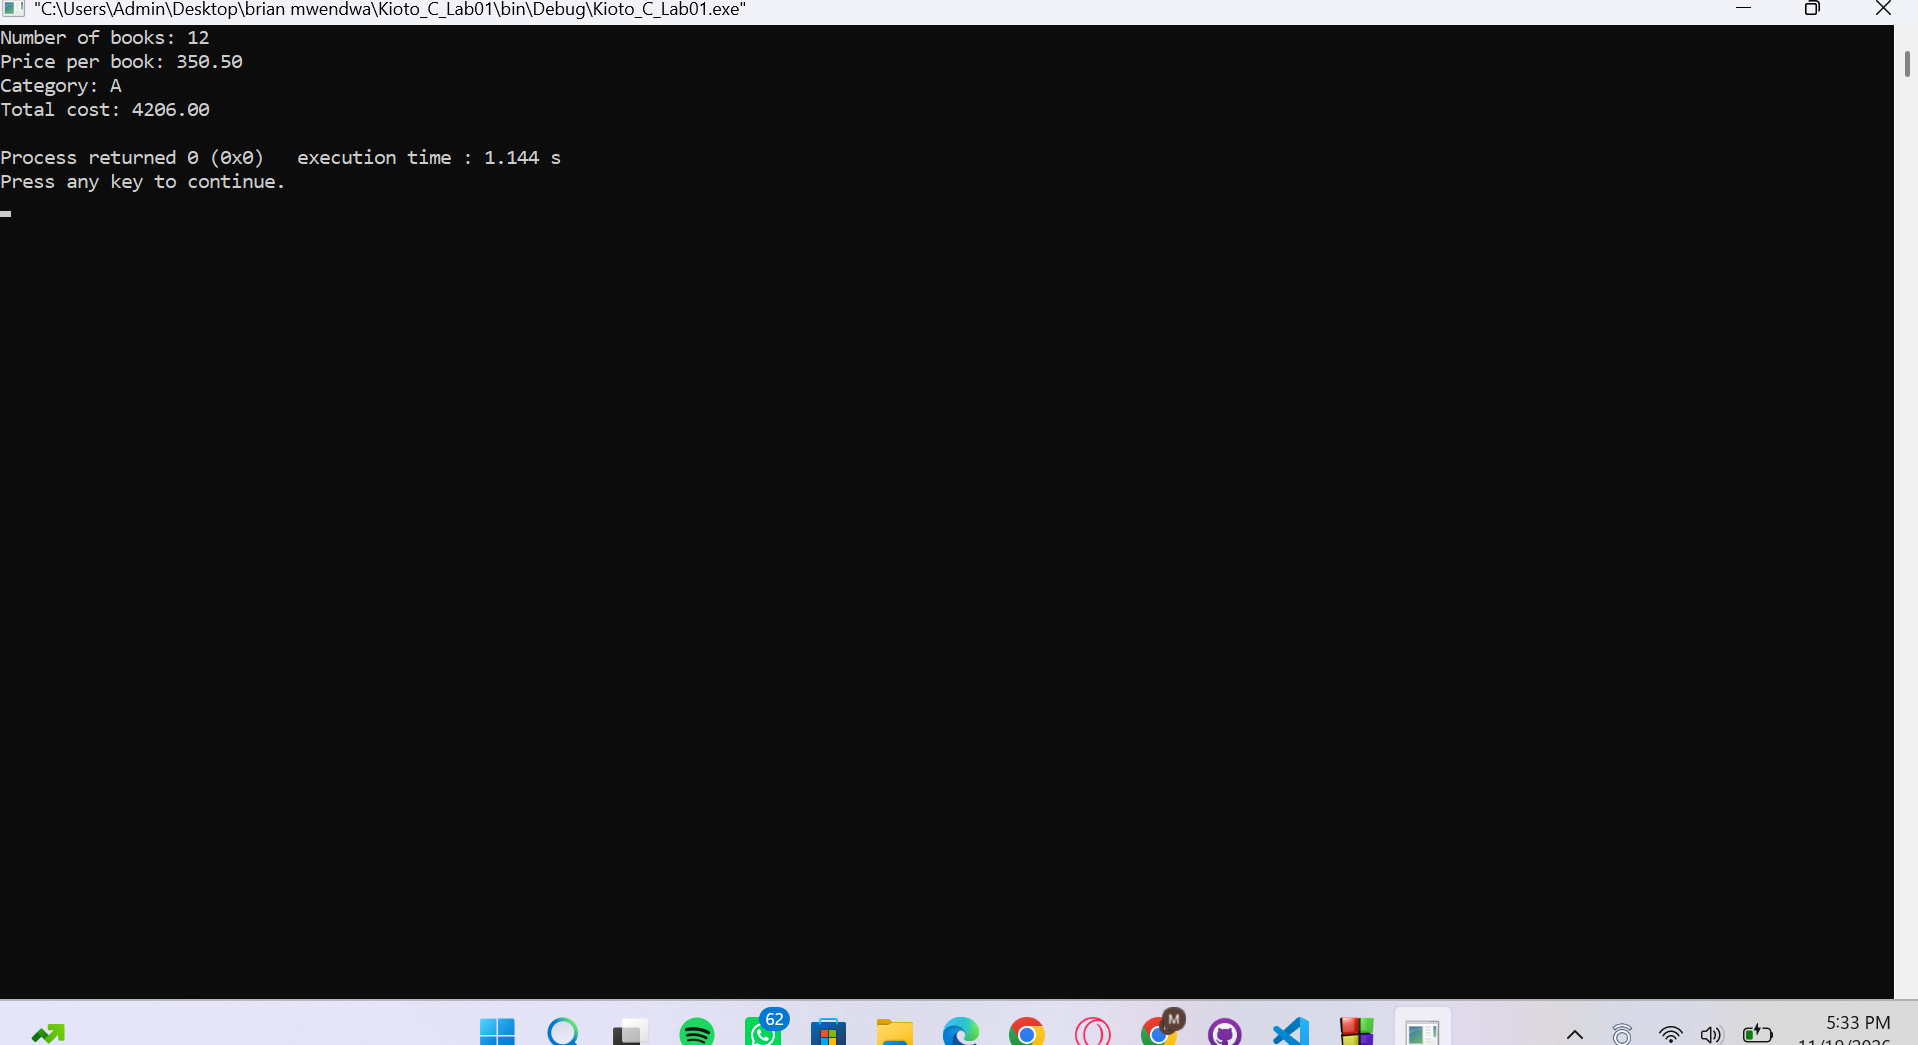 "C:\Users\Admin\Desktop\brian mwendwa\Kioto_C_Lab01\bin\Debug\Kioto_C_Lab01.exe"
Number of books: 12
Price per book: 350.50
Category: A
Total cost: 4206.00
Process returned 0 (0x0)   execution time : 1.144 s
Press any key to continue.
62
M
5:33 PM